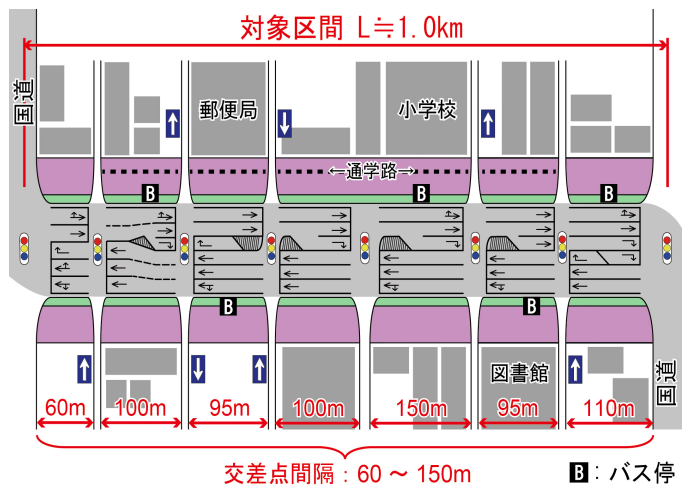 対象区間 L≒1.0km
国道
郵便局
小学校
←通学路→
B
B
B
B
B
図書館
国道
60m
100m
95m
100m
150m
95m
110m
交差点間隔：60 ～ 150m
B：バス停